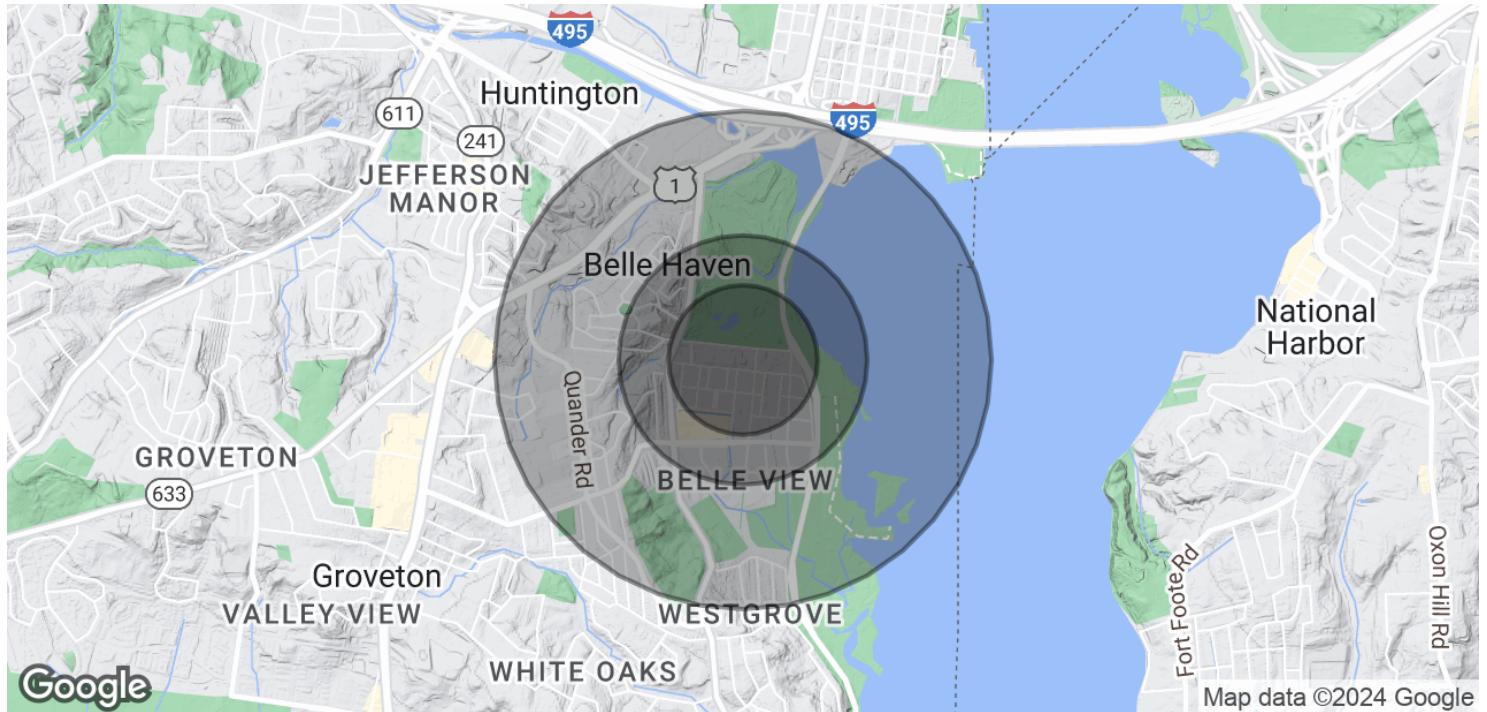 495
Huntington
611
495
241
JEFFERSON
MANOR
1
Belle Haven
National
Harbor
Quander Rd
GROVETON
BELLE VIEW
633
Groveton
VALLEY VIEW
WESTGROVE
Fort Foote Rd
Oxon Hill Rd
WHITE OAKS
Google
Map data ©2024 Google